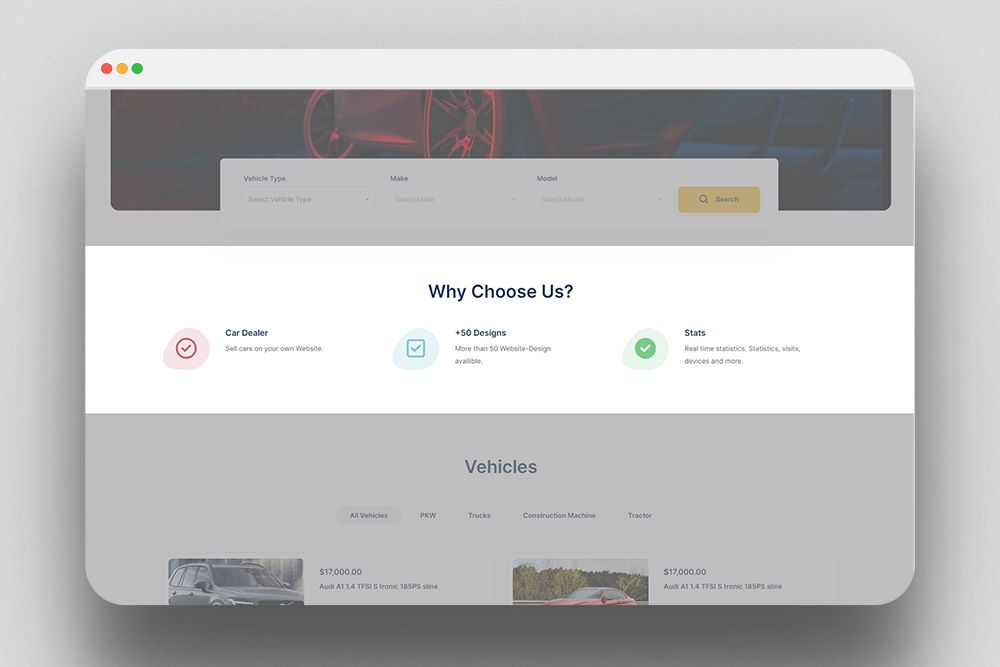 Vehicle Type Make Model
Select Vehicle Type Select Make Select Model Search
Why Choose Us?
Car Dealer
Sell cars on your own Website.
+50 Designs
More than 50 Website-Design
availible.
Stats
Real time statistics. Statistics, visits,
devices and more.
Vehicles
All Vehicles PKW Trucks Construction Machine Tractor
$17,000.00
Audi A1 1.4 TFSI S tronic 185PS sline
$17,000.00
Audi A1 1.4 TFSI S tronic 185PS sline